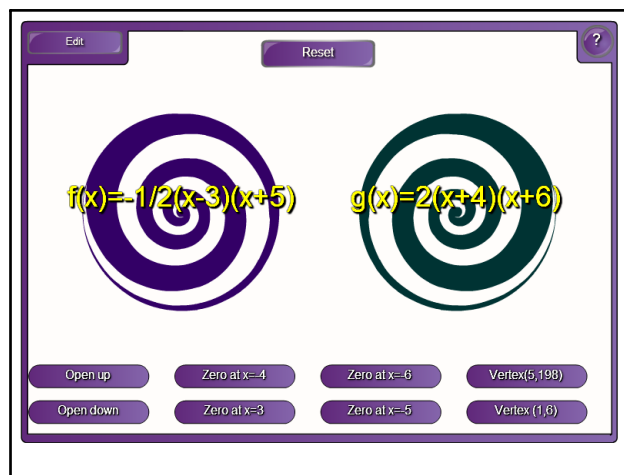 Edit
?
Reset
f(x)=-1/2(x-3)(x+5)
g(x)=2(x+4)(x+6)
Open up
Zero at x=-4
Zero at x=-6
Vertex(5,198)
Open down
Zero at x=3
Zero at x=-5
Vertex (1,6)